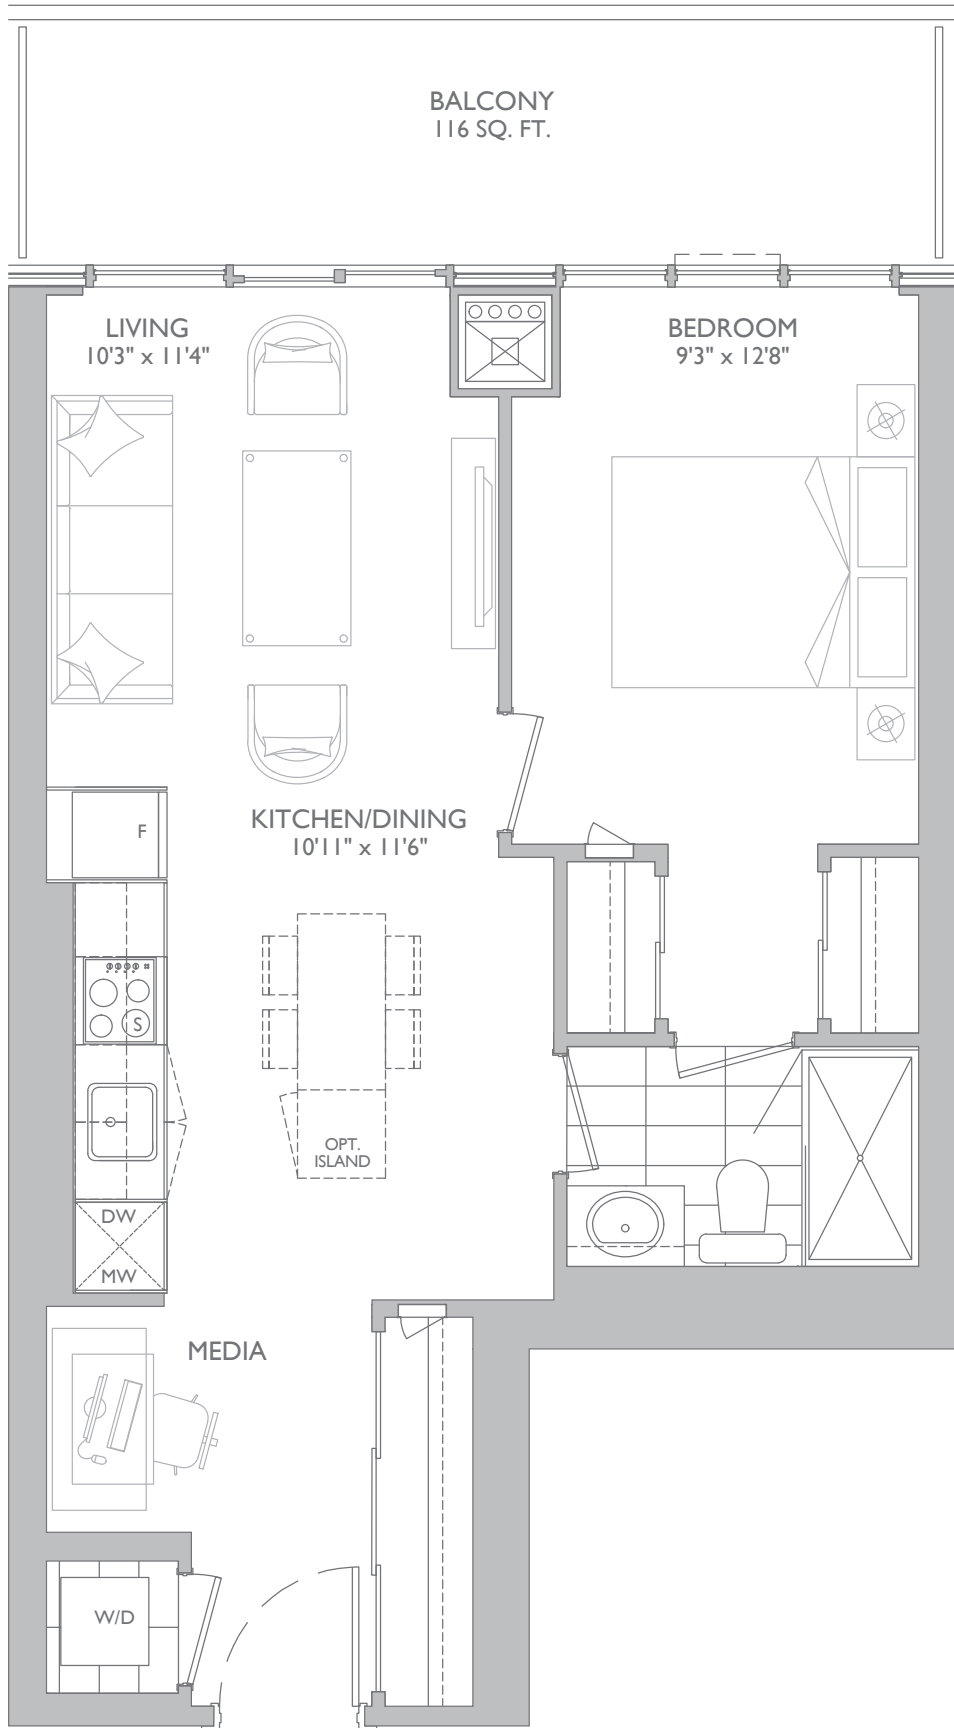 BALCONY
116 SQ. FT.
LIVING
10'3" x 11'4"
BEDROOM
9'3" x 12'8"
F
KITCHEN/DINING
10'11" x 11'6"
S
OPT.
ISLAND
DW
MW
MEDIA
W/D